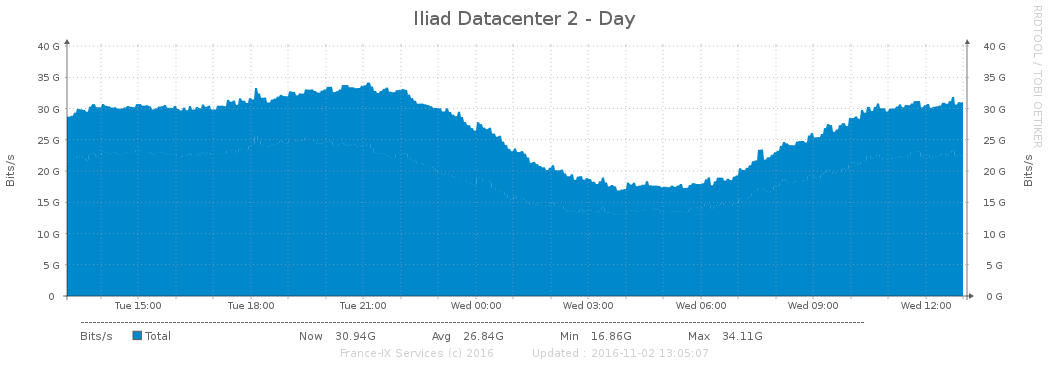 Iliad Datacenter 2 - Day
RRDTOOL / TOBI OETIKER
Bits/s
Bits/s
40 G 40 G
35 G 35 G
30 G 30 G
25 G 25 G
20 G 20 G
15 G 15 G
10 G 10 G
5 G 5 G
0 0 G
Tue 15:00 Tue 18:00 Tue 21:00 Wed 00:00 Wed 03:00 Wed 06:00 Wed 09:00 Wed 12:00
Bits/s Total Now 30.94G Avg 26.84G Min 16.86G Max 34.11G
France-IX Services (c) 2016 Updated : 2016-11-02 13:05:07